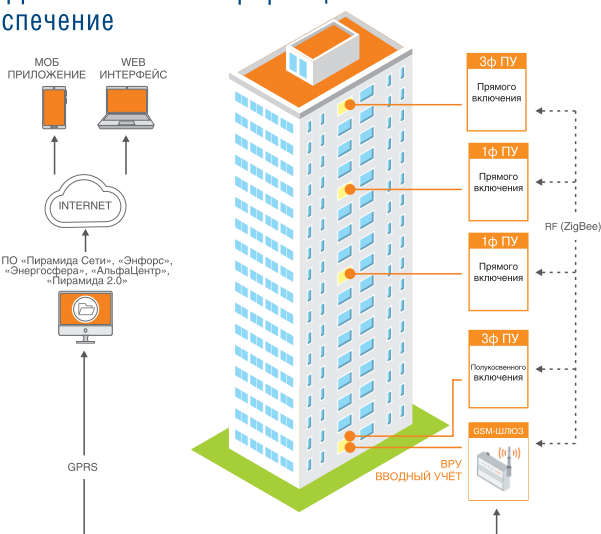 спечение
МОБ
ПРИЛОЖЕНИЕ
WEB
ИНТЕРФЕЙС
INTERNET
ПО «Пирамида Сети», «Энфорс»,
«Энергосфера», «АльфаЦентр»,
«Пирамида 2.0»
GPRS
3ф ПУ
Прямого
включения
1ф ПУ
Прямого
включения
1ф ПУ
Прямого
включения
3ф ПУ
Полукосвенного
включения
GSM-ШЛЮЗ
RF (ZigBee)
ВРУ
ВВОДНЫЙ УЧЁТ